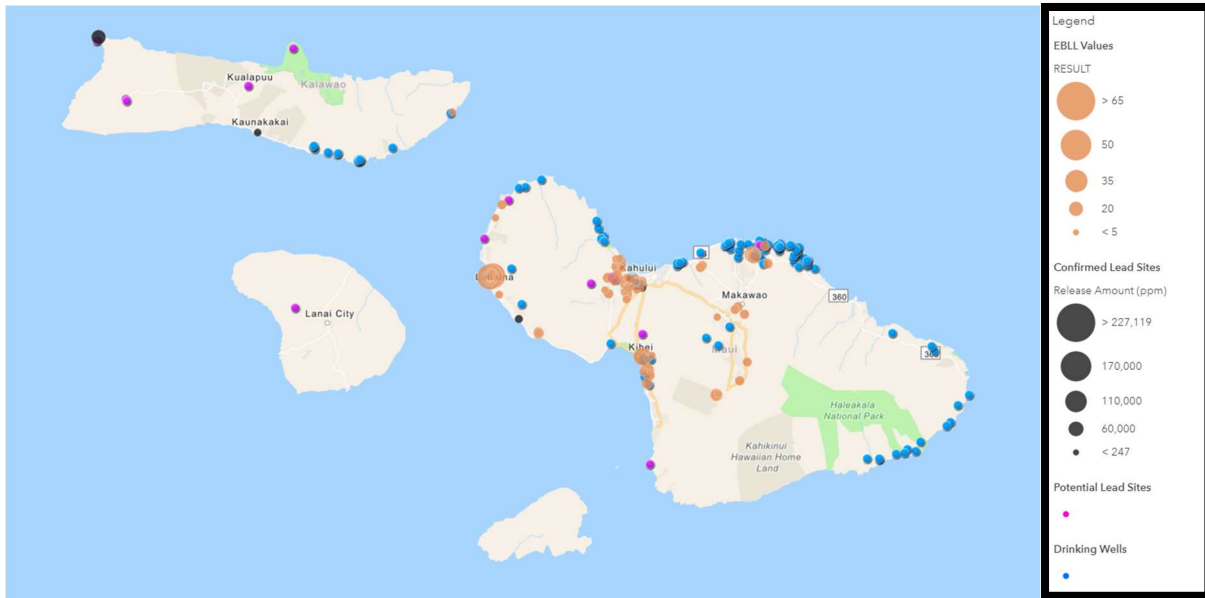 Kualapuu
Kalawao
Kaunakakai
Lanai City
Kahului
360
Makawao
Kihei
Maui
360
Haleakala
National Park
Kahikinui
Hawaiian Home
Land
Legend
EBLL Values
RESULT
> 65
50
35
20
< 5
Confirmed Lead Sites
Release Amount (ppm)
> 227,119
170,000
110,000
60,000
< 247
Potential Lead Sites
Drinking Wells